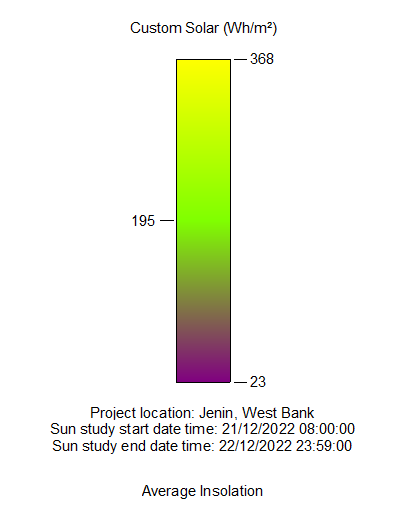 Custom Solar (Wh/m²)
368
195
23
Project location: Jenin, West Bank
Sun study start date time: 21/12/2022 08:00:00
Sun study end date time: 22/12/2022 23:59:00
Average Insolation